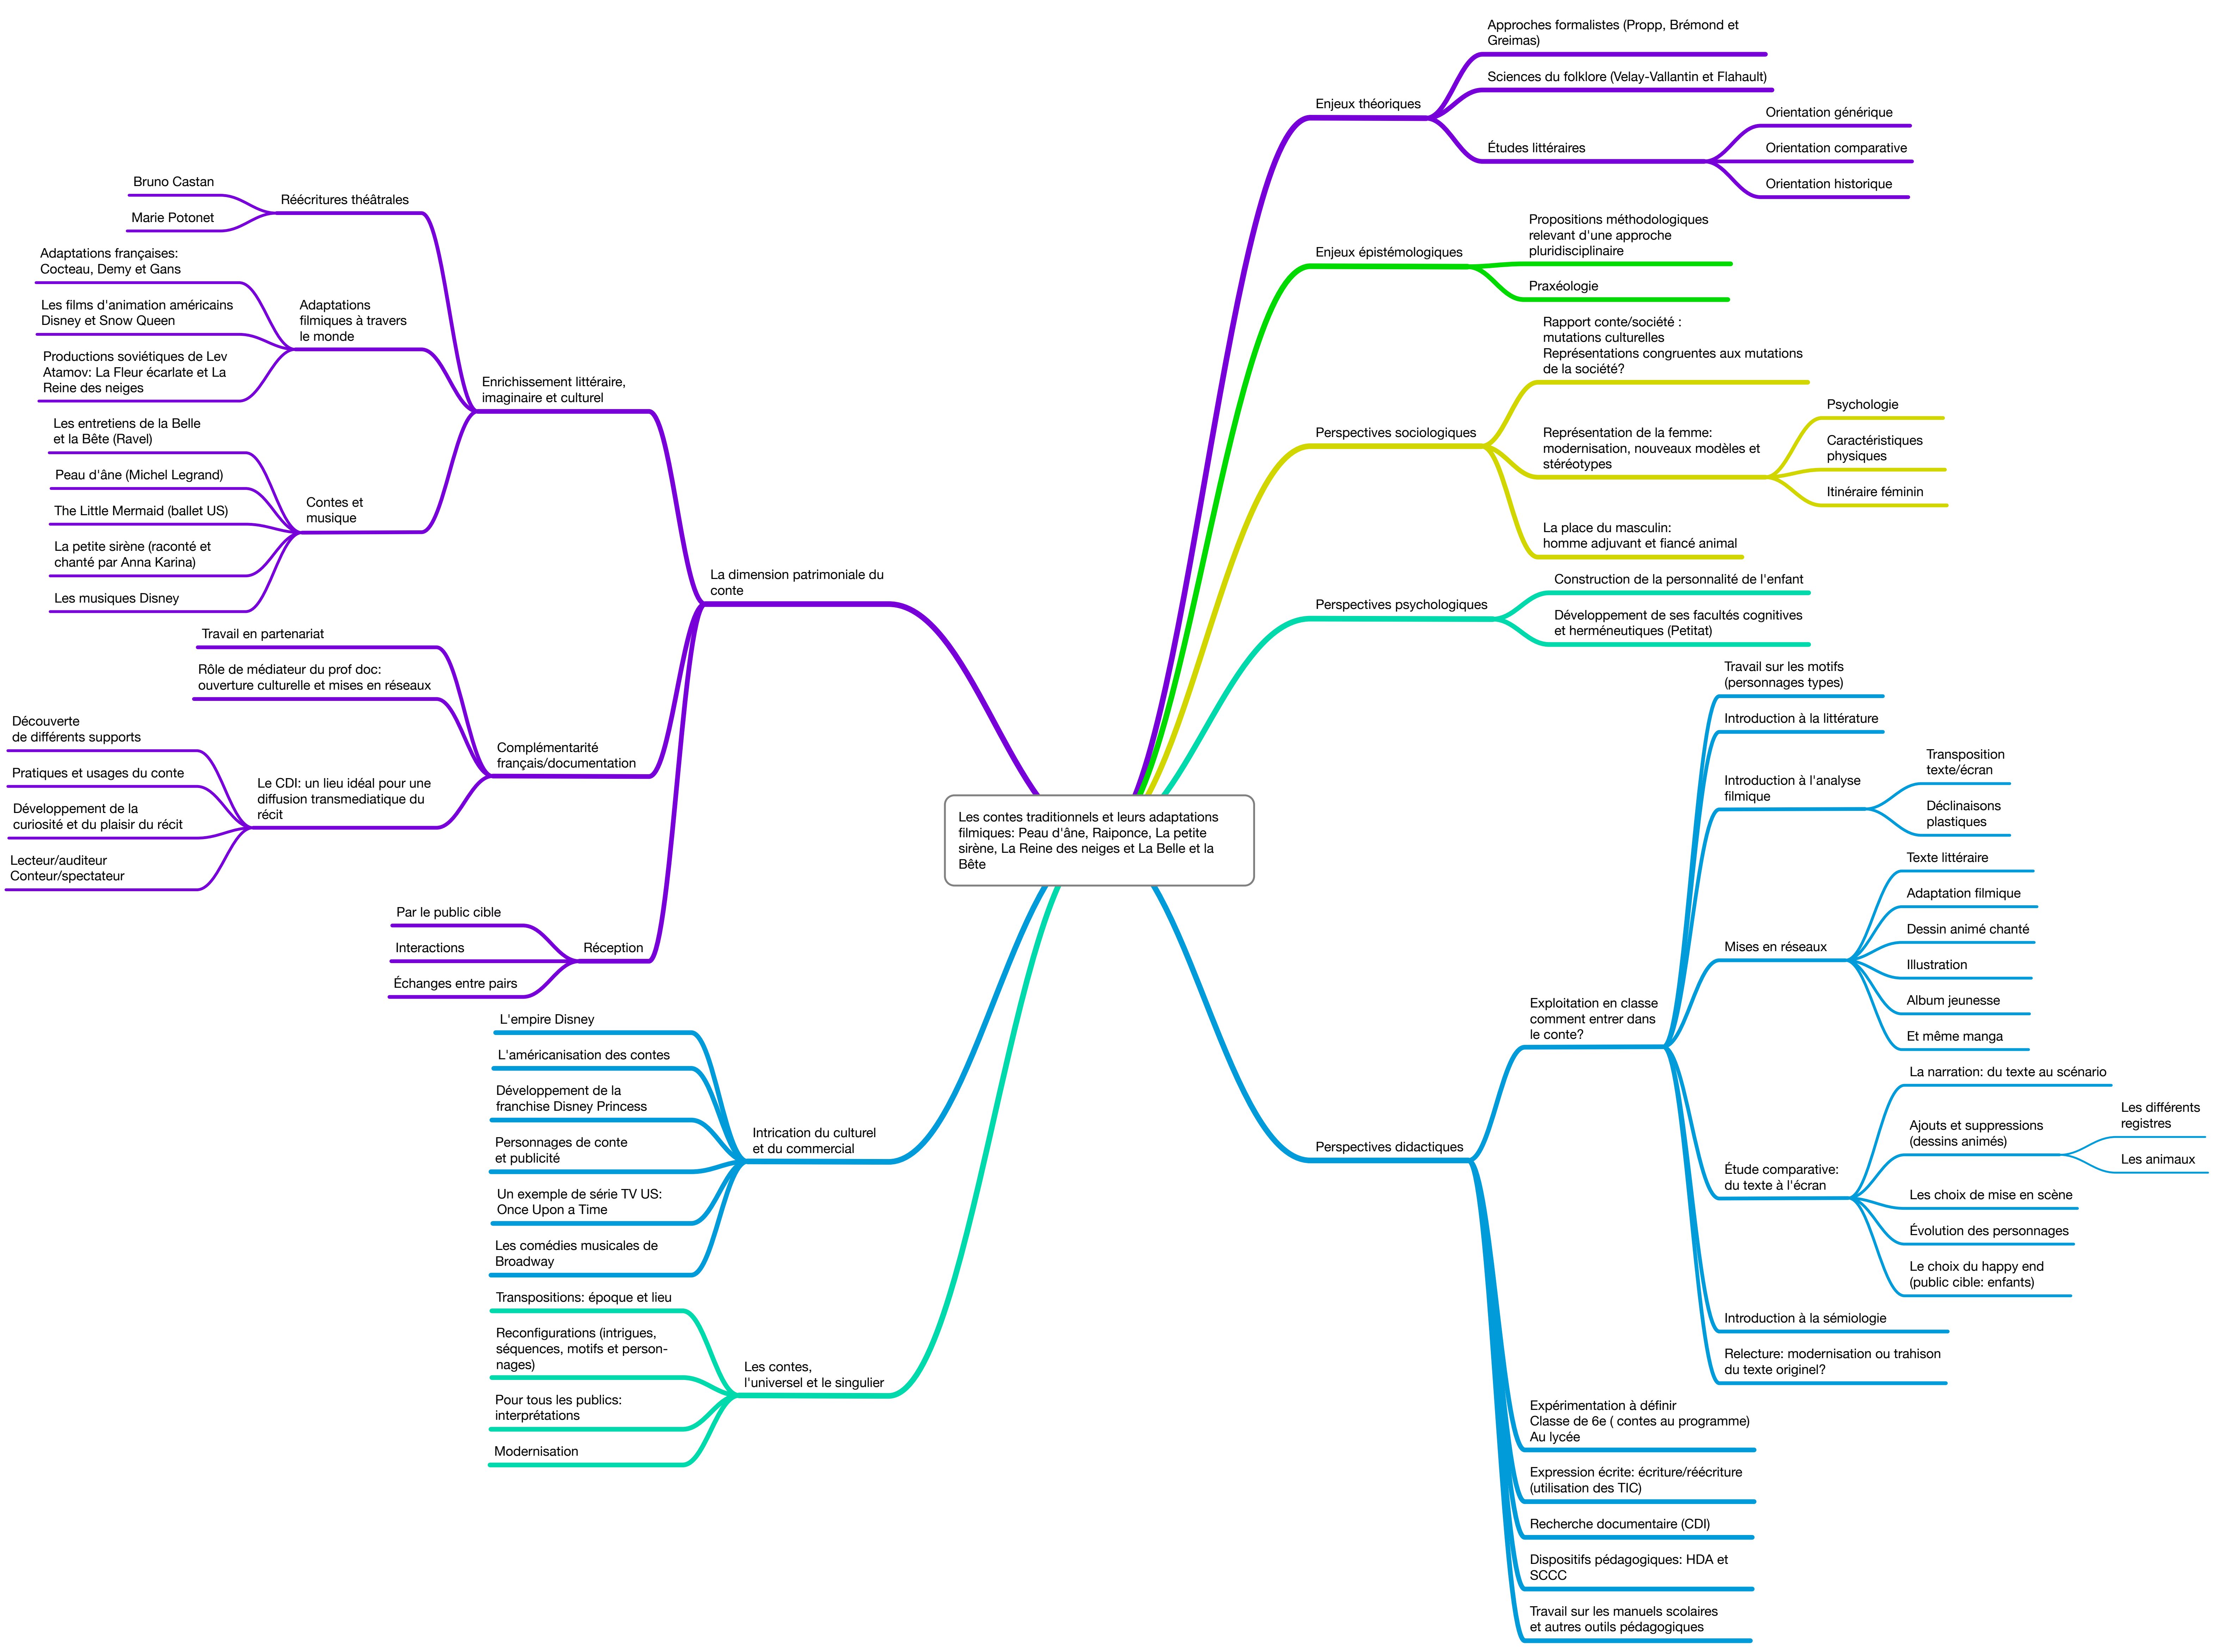 Les contes traditionnels et leurs adaptations
filmiques: Peau d'âne, Raiponce, La petite
sirène, La Reine des neiges et La Belle et la
Bête
Enjeux théoriques
Approches formalistes (Propp, Brémond et
Greimas)
Sciences du folklore (Velay-Vallantin et Flahault)
Études littéraires
Orientation générique
Orientation comparative
Orientation historique
Enjeux épistémologiques
Propositions méthodologiques
relevant d'une approche
pluridisciplinaire
Praxéologie
Perspectives sociologiques
Rapport conte/société :
mutations culturelles
Représentations congruentes aux mutations
de la société?
Représentation de la femme:
modernisation, nouveaux modèles et
stéréotypes
Psychologie
Caractéristiques
physiques
Itinéraire féminin
La place du masculin:
homme adjuvant et fiancé animal
Perspectives psychologiques
Construction de la personnalité de l'enfant
Développement de ses facultés cognitives
et herméneutiques (Petitat)
Perspectives didactiques
Exploitation en classe
comment entrer dans
le conte?
Travail sur les motifs
(personnages types)
Introduction à la littérature
Introduction à l'analyse
filmique
Transposition
texte/écran
Déclinaisons
plastiques
Mises en réseaux
Texte littéraire
Adaptation filmique
Dessin animé chanté
Illustration
Album jeunesse
Et même manga
Étude comparative:
du texte à l'écran
La narration: du texte au scénario
Ajouts et suppressions
(dessins animés)
Les différents
registres
Les animaux
Les choix de mise en scène
Évolution des personnages
Le choix du happy end
(public cible: enfants)
Introduction à la sémiologie
Relecture: modernisation ou trahison
du texte originel?
Expérimentation à définir
Classe de 6e ( contes au programme)
Au lycée
Expression écrite: écriture/réécriture
(utilisation des TIC)
Recherche documentaire (CDI)
Dispositifs pédagogiques: HDA et
SCCC
Travail sur les manuels scolaires
et autres outils pédagogiques
La dimension patrimoniale du
conte
Enrichissement littéraire,
imaginaire et culturel
Réécritures théâtrales
Bruno Castan
Marie Potonet
Adaptations
filmiques à travers
le monde
Adaptations françaises:
Cocteau, Demy et Gans
Les films d'animation américains
Disney et Snow Queen
Productions soviétiques de Lev
Atamov: La Fleur écarlate et La
Reine des neiges
Contes et
musique
Les entretiens de la Belle
et la Bête (Ravel)
Peau d'âne (Michel Legrand)
The Little Mermaid (ballet US)
La petite sirène (raconté et
chanté par Anna Karina)
Les musiques Disney
Complémentarité
français/documentation
Travail en partenariat
Rôle de médiateur du prof doc:
ouverture culturelle et mises en réseaux
Le CDI: un lieu idéal pour une
diffusion transmediatique du
récit
Découverte
de différents supports
Pratiques et usages du conte
Développement de la
curiosité et du plaisir du récit
Lecteur/auditeur
Conteur/spectateur
Réception
Par le public cible
Interactions
Échanges entre pairs
Intrication du culturel
et du commercial
L'empire Disney
L'américanisation des contes
Développement de la
franchise Disney Princess
Personnages de conte
et publicité
Un exemple de série TV US:
Once Upon a Time
Les comédies musicales de
Broadway
Les contes,
l'universel et le singulier
Transpositions: époque et lieu
Reconfigurations (intrigues,
séquences, motifs et person-
nages)
Pour tous les publics:
interprétations
Modernisation